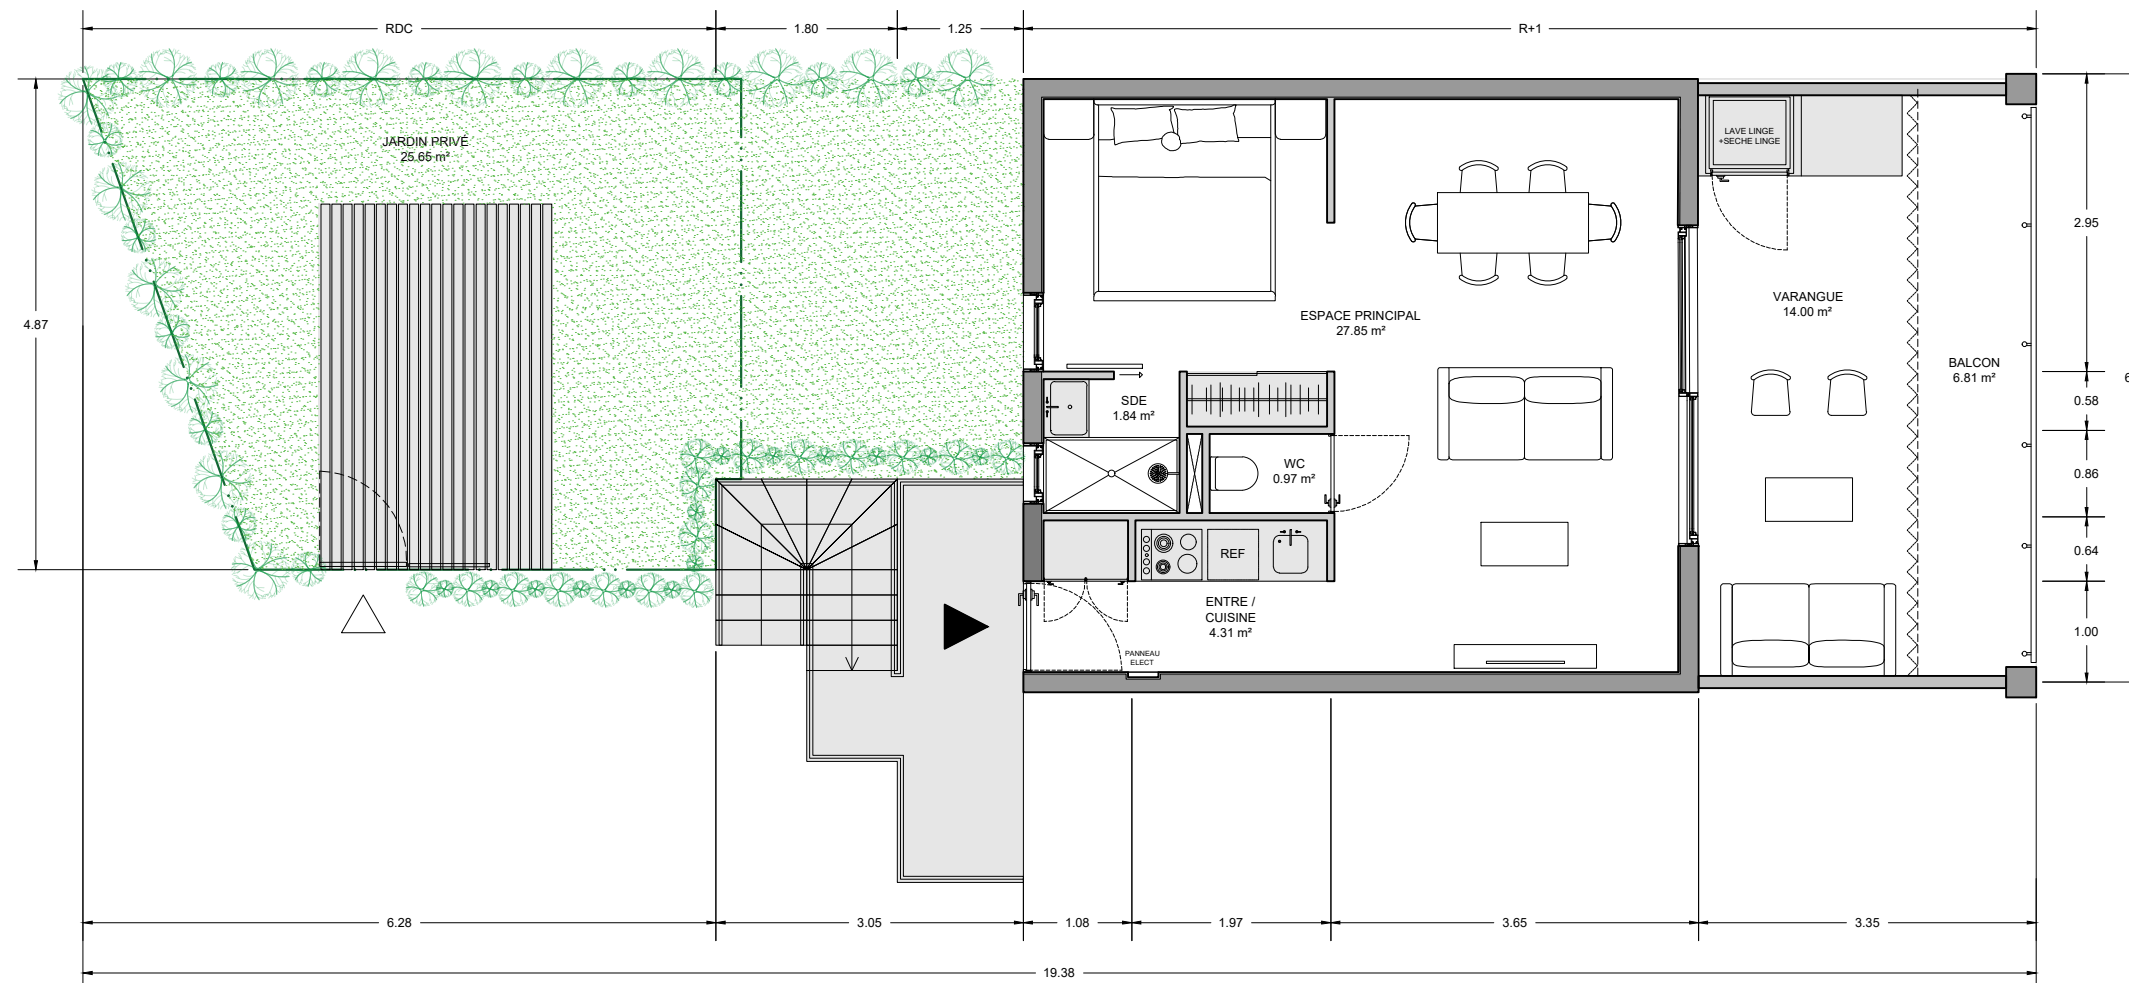 RDC
1.80
1.25
R+1
JARDIN PRIVÉ
25.65 m²
LAVE LINGE
+SECHE LINGE
2.95
4.87
ESPACE PRINCIPAL
27.85 m²
VARANGUE
14.00 m²
BALCON
6.81 m²
6
0.58
SDE
1.84 m²
WC
0.97 m²
0.86
REF
0.64
ENTRE /
CUISINE
4.31 m²
1.00
PANNEAU
ELECT
6.28
3.05
1.08
1.97
3.65
3.35
19.38